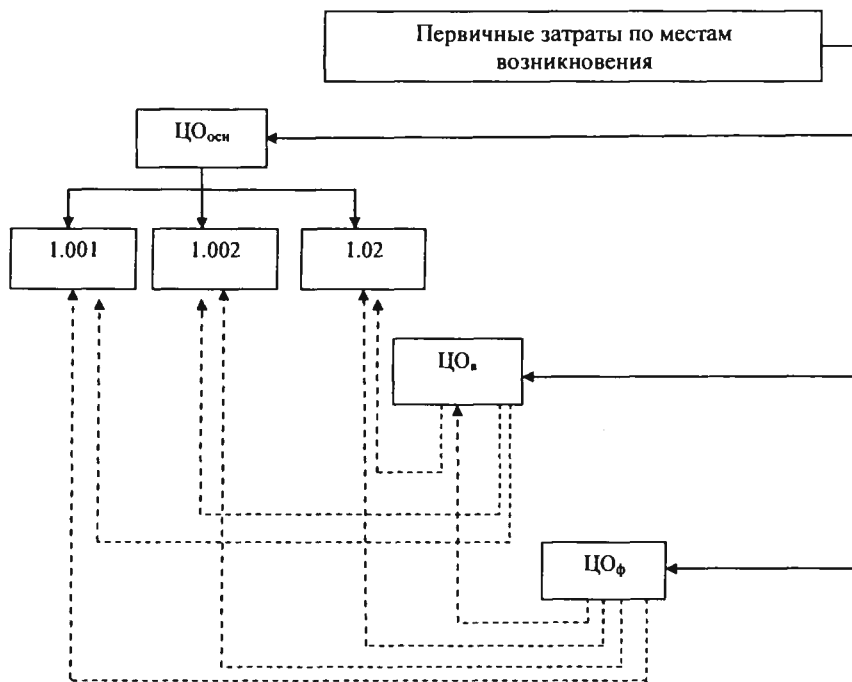 Первичные затраты по местам
возникновения
ЦОосн
1.001
1.002
1.02
ЦОв
ЦОф